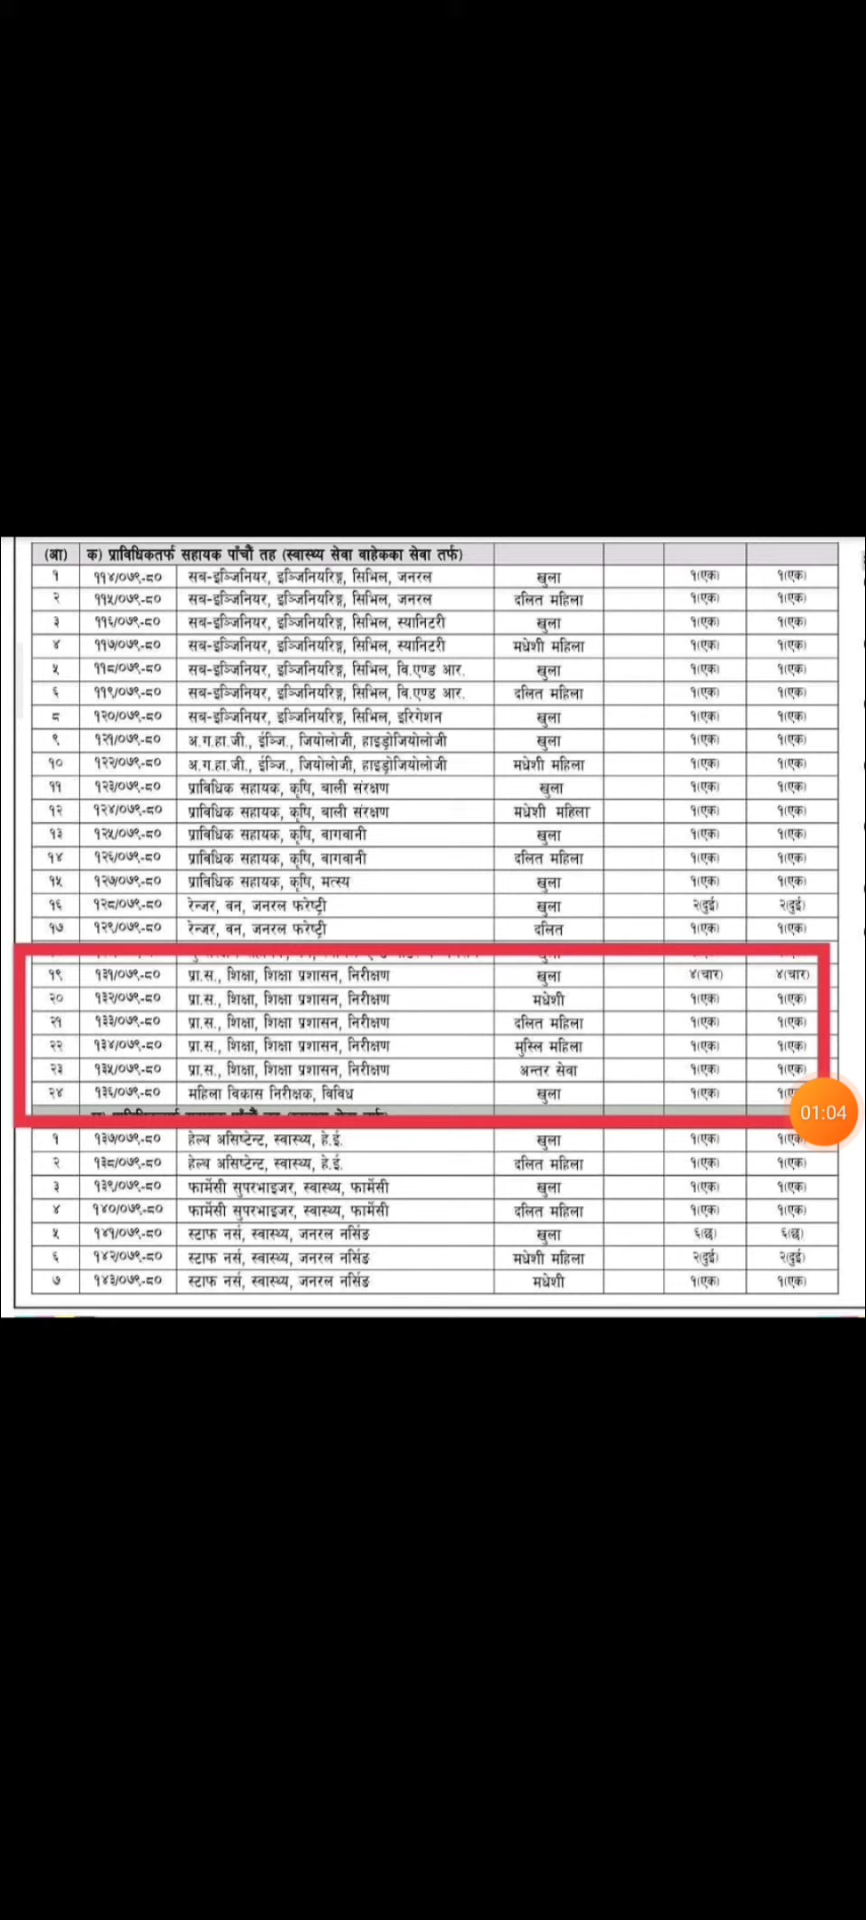 (आ) क) प्राविधिकतर्फ सहायक पाँचौं तह (स्वास्थ्य सेवा वाहेकका सेवा तर्फ)
१ ११४/०७९-८० सब-इञ्जिनियर, इञ्जिनियरिङ्ग, सिभिल, जनरल खुला १(एक) १(एक)
२ ११५/०७९-८० सब-इञ्जिनियर, इञ्जिनियरिङ्ग, सिभिल, जनरल दलित महिला १(एक) १(एक)
३ ११६/०७९-८० सब-इञ्जिनियर, इञ्जिनियरिङ्ग, सिभिल, स्यानिटरी खुला १(एक) १(एक)
४ ११७/०७९-८० सब-इञ्जिनियर, इञ्जिनियरिङ्ग, सिभिल, स्यानिटरी मधेशी महिला १(एक) १(एक)
५ ११८/०७९-८० सब-इञ्जिनियर, इञ्जिनियरिङ्ग, सिभिल, वि.एण्ड आर. खुला १(एक) १(एक)
६ ११९/०७९-८० सब-इञ्जिनियर, इञ्जिनियरिङ्ग, सिभिल, वि.एण्ड आर. दलित महिला १(एक) १(एक)
८ १२०/०७९-८० सब-इञ्जिनियर, इञ्जिनियरिङ्ग, सिभिल, इरिगेशन खुला १(एक) १(एक)
९ १२१/०७९-८० अ.ग.हा.जी., ईञ्जि., जियोलोजी, हाइड्रोजियोलोजी खुला १(एक) १(एक)
१० १२२/०७९-८० अ.ग.हा.जी., ईञ्जि., जियोलोजी, हाइड्रोजियोलोजी मधेशी महिला १(एक) १(एक)
११ १२३/०७९-८० प्राविधिक सहायक, कृषि, बाली संरक्षण खुला १(एक) १(एक)
१२ १२४/०७९-८० प्राविधिक सहायक, कृषि, बाली संरक्षण मधेशी महिला १(एक) १(एक)
१३ १२५/०७९-८० प्राविधिक सहायक, कृषि, बागवानी खुला १(एक) १(एक)
१४ १२६/०७९-८० प्राविधिक सहायक, कृषि, बागवानी दलित महिला १(एक) १(एक)
१५ १२७/०७९-८० प्राविधिक सहायक, कृषि, मत्स्य खुला १(एक) १(एक)
१६ १२८/०७९-८० रेन्जर, वन, जनरल फरेष्ट्री खुला २(दुई) २(दुई)
१७ १२९/०७९-८० रेन्जर, वन, जनरल फरेष्ट्री दलित १(एक) १(एक)
१९ १३१/०७९-८० प्रा.स., शिक्षा, शिक्षा प्रशासन, निरीक्षण खुला ४(चार) ४(चार)
२० १३२/०७९-८० प्रा.स., शिक्षा, शिक्षा प्रशासन, निरीक्षण मधेशी १(एक) १(एक)
२१ १३३/०७९-८० प्रा.स., शिक्षा, शिक्षा प्रशासन, निरीक्षण दलित महिला १(एक) १(एक)
२२ १३४/०७९-८० प्रा.स., शिक्षा, शिक्षा प्रशासन, निरीक्षण मुस्लि महिला १(एक) १(एक)
२३ १३५/०७९-८० प्रा.स., शिक्षा, शिक्षा प्रशासन, निरीक्षण अन्तर सेवा १(एक) १(एक)
२४ १३६/०७९-८० महिला विकास निरीक्षक, विविध खुला १(एक)
01:04
१ १३७/०७९-८० हेल्थ असिष्टेन्ट, स्वास्थ्य, हे.ई. खुला १(एक) १(एक)
२ १३८/०७९-८० हेल्थ असिष्टेन्ट, स्वास्थ्य, हे.ई. दलित महिला १(एक) १(एक)
३ १३९/०७९-८० फार्मेसी सुपरभाइजर, स्वास्थ्य, फार्मेसी खुला १(एक) १(एक)
४ १४०/०७९-८० फार्मेसी सुपरभाइजर, स्वास्थ्य, फार्मेसी दलित महिला १(एक) १(एक)
५ १४१/०७९-८० स्टाफ नर्स, स्वास्थ्य, जनरल नर्सिङ खुला ६(छ) ६(छ)
६ १४२/०७९-८० स्टाफ नर्स, स्वास्थ्य, जनरल नर्सिङ मधेशी महिला २(दुई) २(दुई)
७ १४३/०७९-८० स्टाफ नर्स, स्वास्थ्य, जनरल नर्सिङ मधेशी १(एक) १(एक)